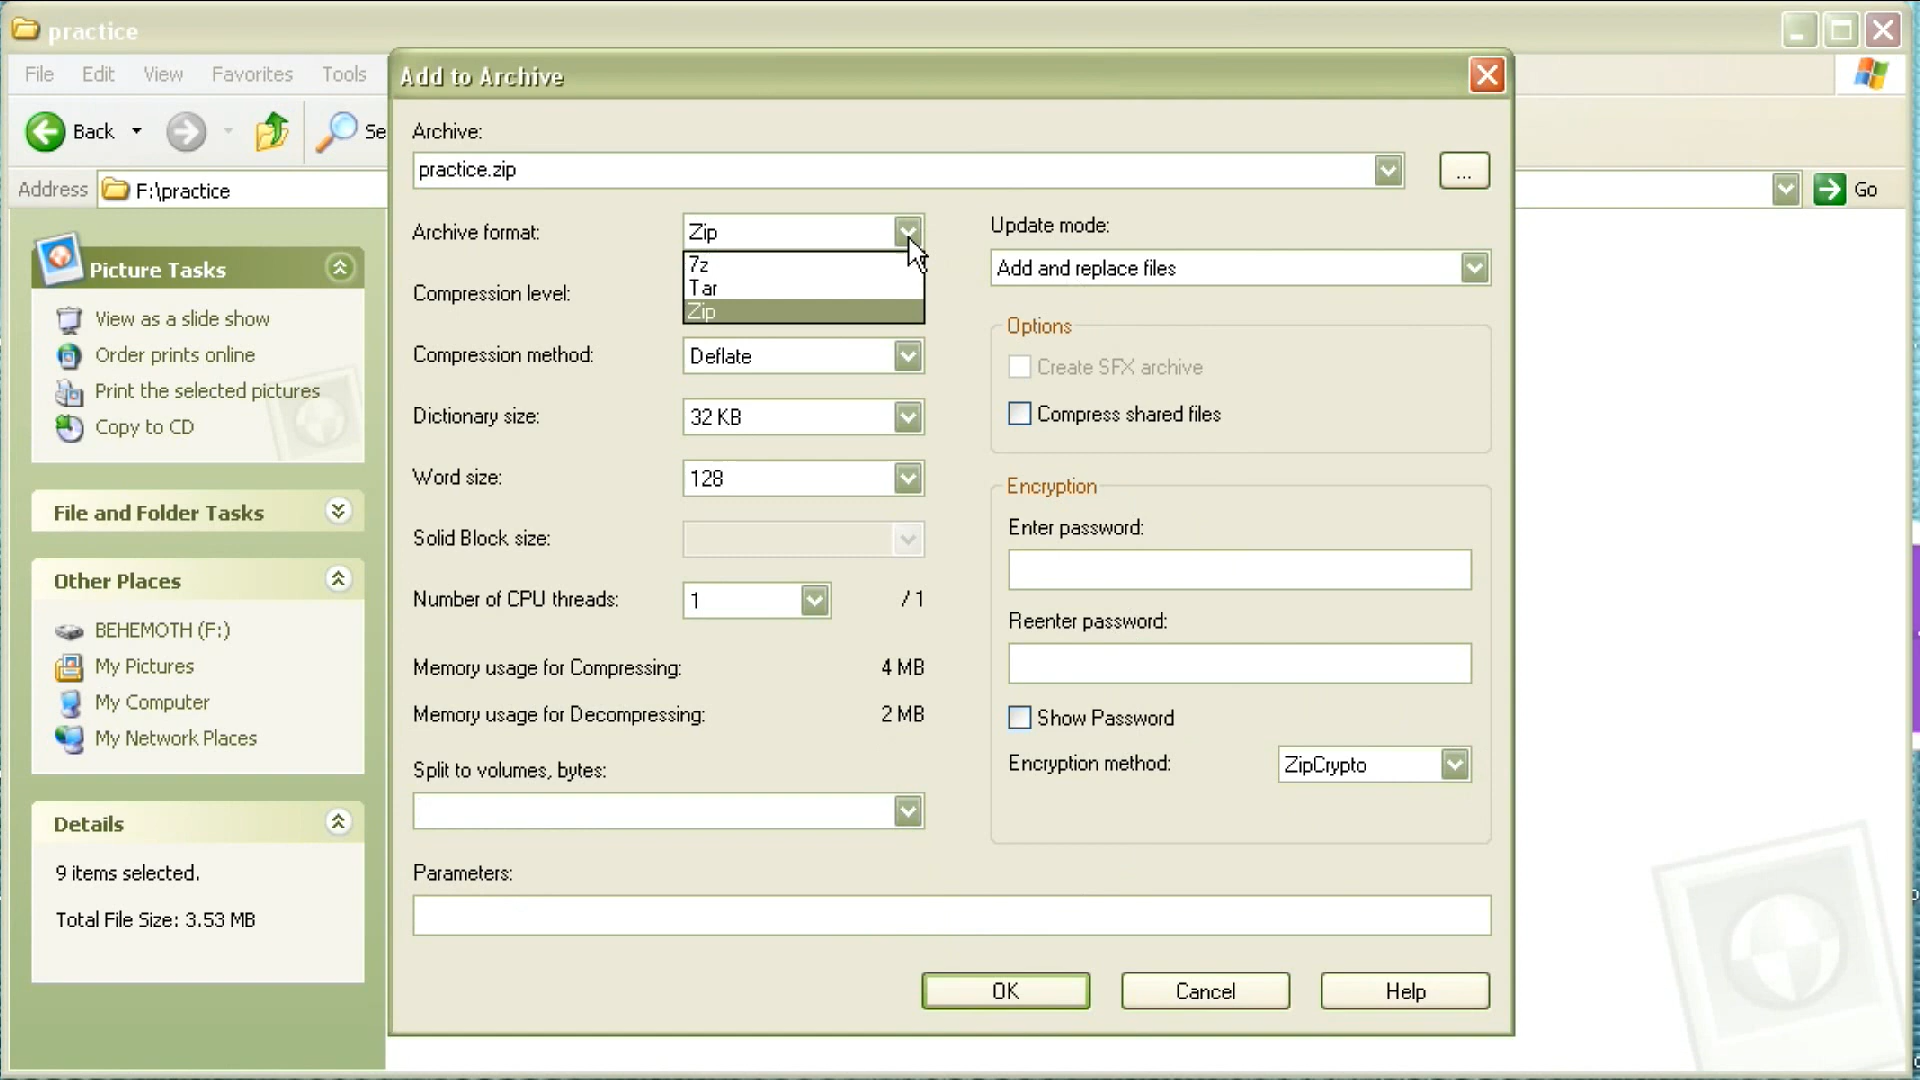 practice
File Edit View Favorites Tools
Back
Se
Address F:\practice
Go
Picture Tasks
View as a slide show
Order prints online
Print the selected pictures
Copy to CD
File and Folder Tasks
Other Places
BEHEMOTH (F:)
My Pictures
My Computer
My Network Places
Details
9 items selected.
Total File Size: 3.53 MB
Add to Archive
Archive:
practice.zip
...
Archive format: Zip
7z
Tar
Zip
Compression level:
Compression method: Deflate
Dictionary size: 32 KB
Word size: 128
Solid Block size:
Number of CPU threads: 1 / 1
Memory usage for Compressing: 4 MB
Memory usage for Decompressing: 2 MB
Split to volumes, bytes:
Parameters:
Update mode:
Add and replace files
Options
Create SFX archive
Compress shared files
Encryption
Enter password:
Reenter password:
Show Password
Encryption method: ZipCrypto
OK Cancel Help